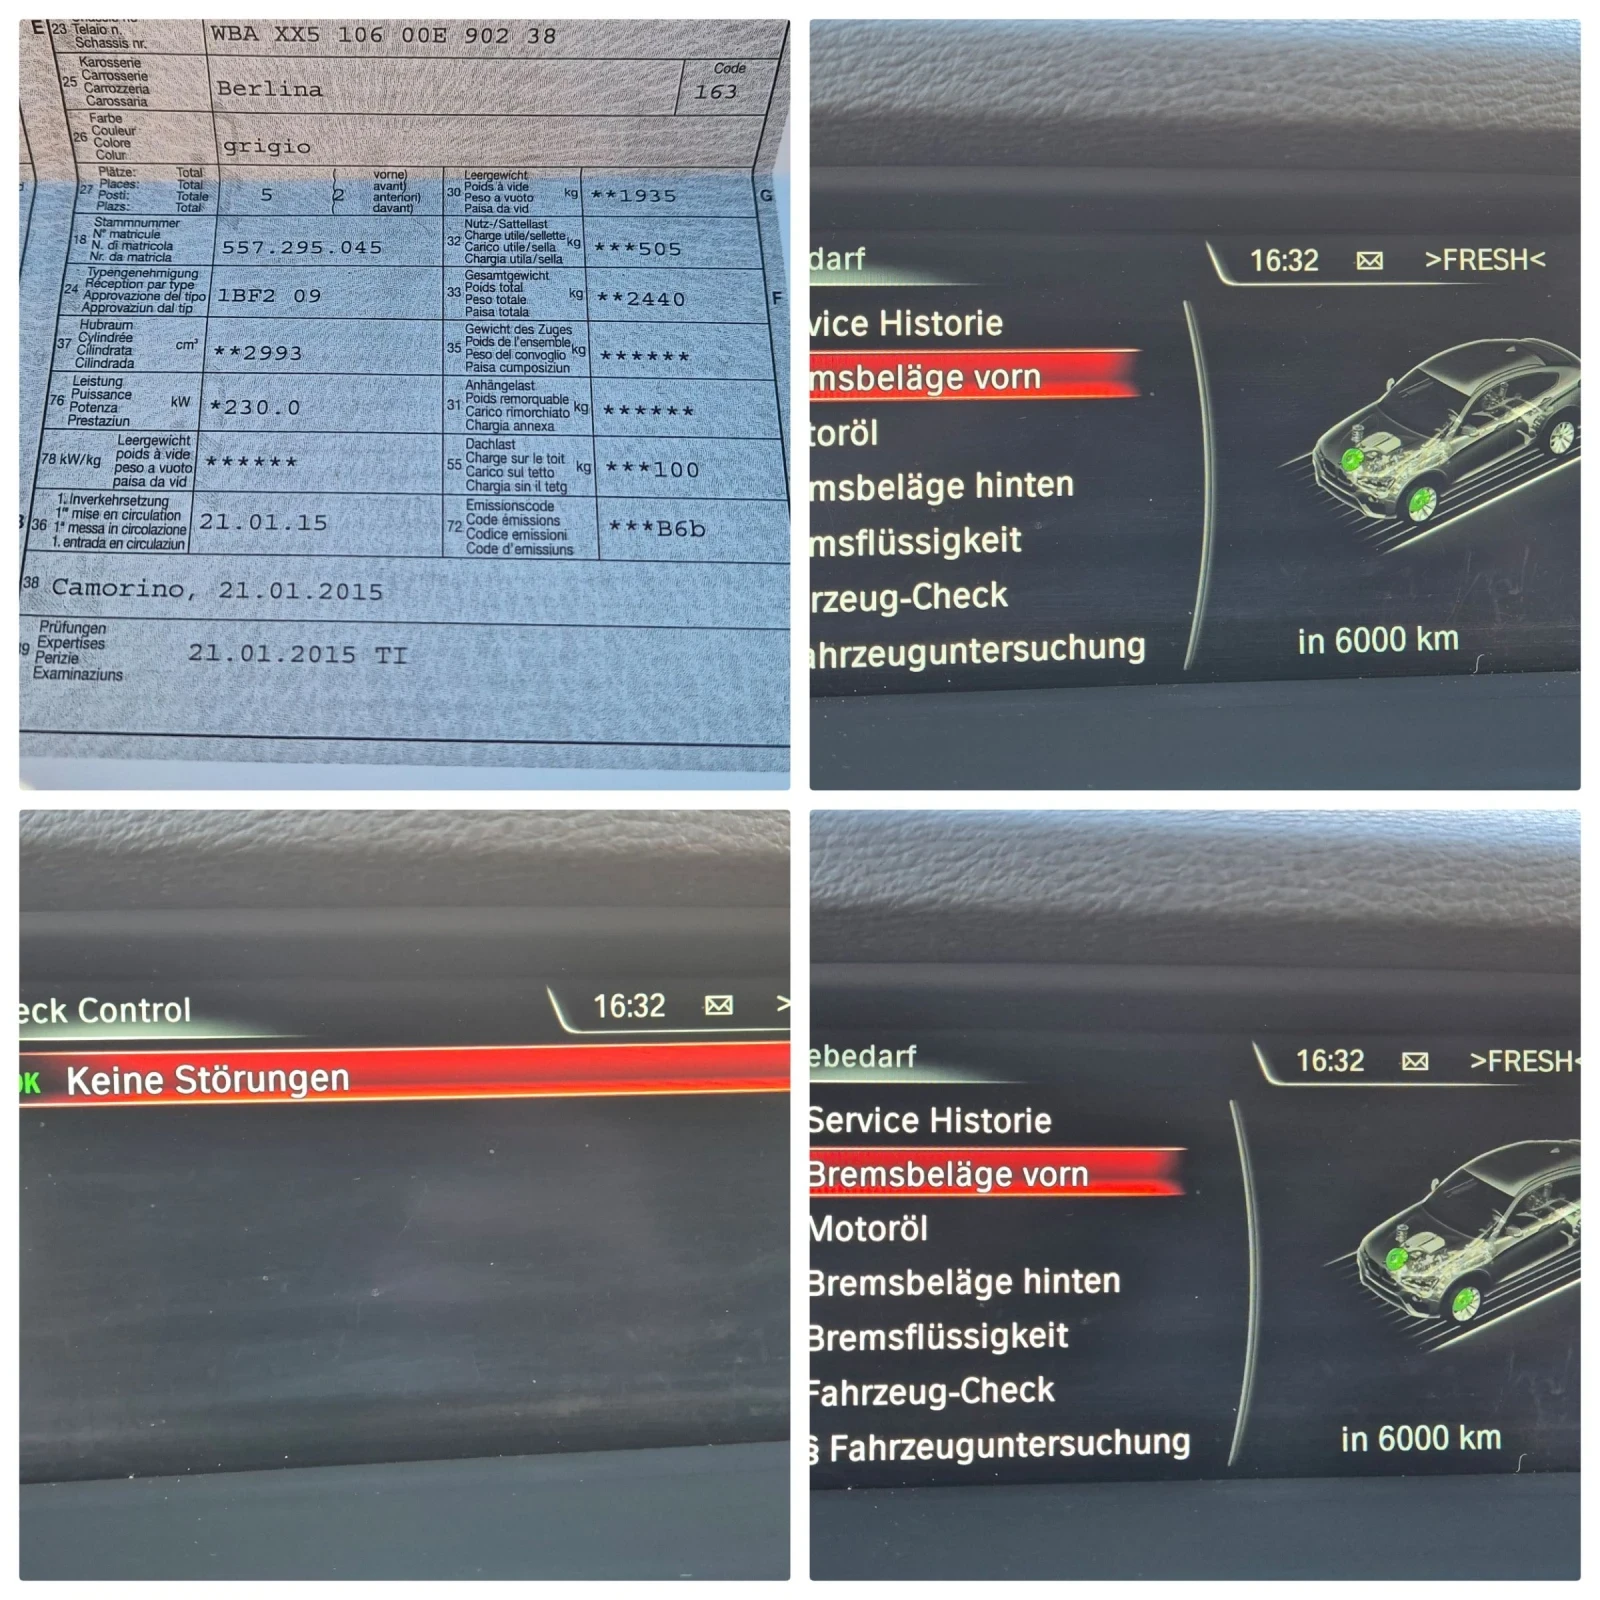 E 23 Telaio n. WBA XX5 106 00E 902 38
Schassis nr.
25 Karosserie
Carrosserie
Carrozzeria
Carossaria
Berlina
Code
163
26 Farbe
Couleur
Colore
Colur
grigio
27 Plätze: Total
Places: Total
Posti: Totale
Plazs: Total
5 ( 2
vorne)
avant)
anteriori)
davant)
30 Leergewicht
Poids à vide
Peso a vuoto
Paisa da vid
kg **1935 G
18 Stammnummer
N° matricule
N. di matricola
Nr. da matricla
557.295.045
32 Nutz-/Sattellast
Charge utile/sellette
Carico utile/sella
Chargia utila/sella
kg ***505
24 Typengenehmigung
Réception par type
Approvazione del tipo
Approvaziun dal tip
1BF2 09
33 Gesamtgewicht
Poids total
Peso totale
Paisa totala
kg **2440 F
37 Hubraum
Cylindrée
Cilindrata
Cilindrada
cm³ **2993
35 Gewicht des Zuges
Poids de l'ensemble
Peso del convoglio
Paisa cumposiziun
kg ******
76 Leistung
Puissance
Potenza
Prestaziun
kW *230.0
31 Anhängelast
Poids remorquable
Carico rimorchiato
Chargia annexa
kg ******
78 kW/kg
Leergewicht
poids à vide
peso a vuoto
paisa da vid
******
55 Dachlast
Charge sur le toit
Carico sul tetto
Chargia sin il tetg
kg ***100
36 1. Inverkehrsetzung
1re mise en circulation
1a messa in circolazione
1. entrada en circulaziun
21.01.15
72 Emissionscode
Code émissions
Codice emissioni
Code d'emissiuns
***B6b
38 Camorino, 21.01.2015
Prüfungen
Expertises
Perizie
Examinaziuns
21.01.2015 TI
darf 16:32 >FRESH<
vice Historie
msbeläge vorn
toröl
msbeläge hinten
msflüssigkeit
rzeug-Check
ahrzeuguntersuchung
in 6000 km
eck Control 16:32 >
OK Keine Störungen
ebedarf 16:32 >FRESH<
Service Historie
Bremsbeläge vorn
Motoröl
Bremsbeläge hinten
Bremsflüssigkeit
Fahrzeug-Check
§ Fahrzeuguntersuchung
in 6000 km